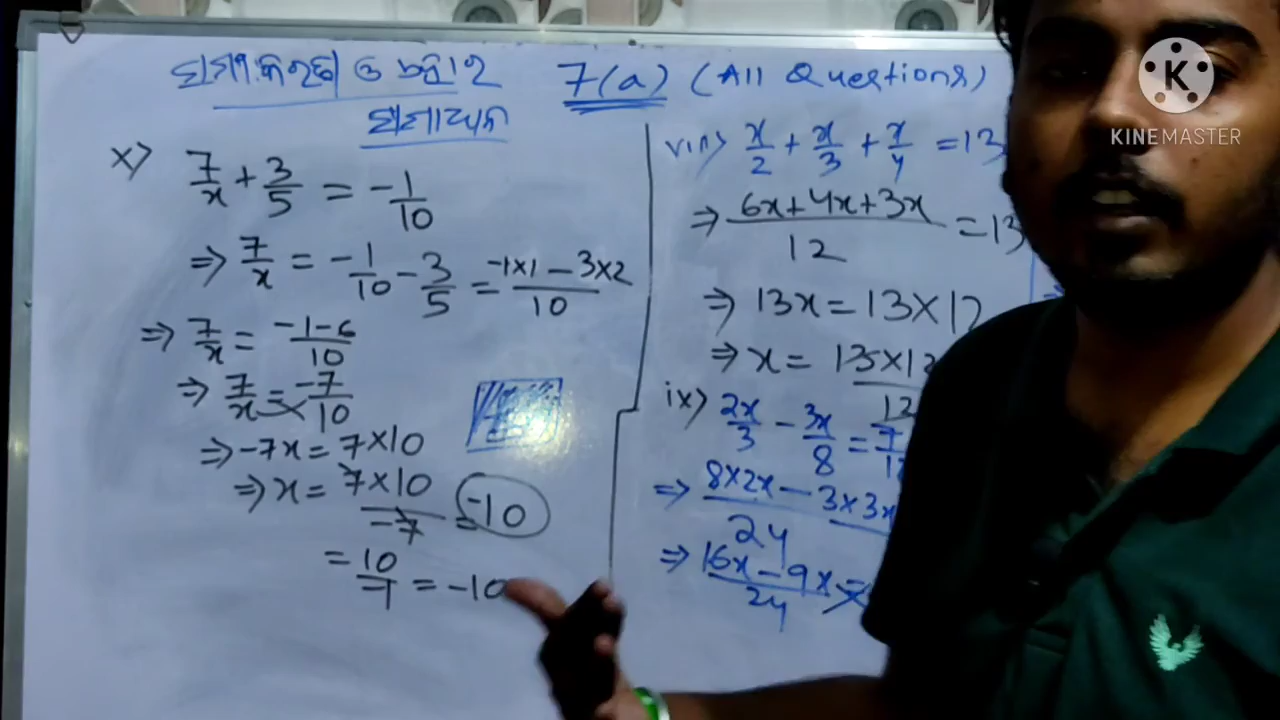 ସମୀକରଣ ଓ 7(a) (All Questions)
ସମାଧାନ
x) 7/x + 3/5 = -1/10
⇒ 7/x = -1/10 - 3/5 = -1×1 - 3×2/10
⇒ 7/x = -1-6/10
⇒ 7/x = -7/10
⇒ -7x = 7×10
⇒ x = 7×10/-7 = -10
= 10/-1 = -10
viii) x/2 + x/3 + x/4 = 13
⇒ 6x+4x+3x/12 = 13
⇒ 13x = 13×12
⇒ x =
ix) 2x/3 - 3x/8 = 7/12
⇒ 8×2x - 3×3x/24
⇒ 16x-9x/24 =
KINEMASTER